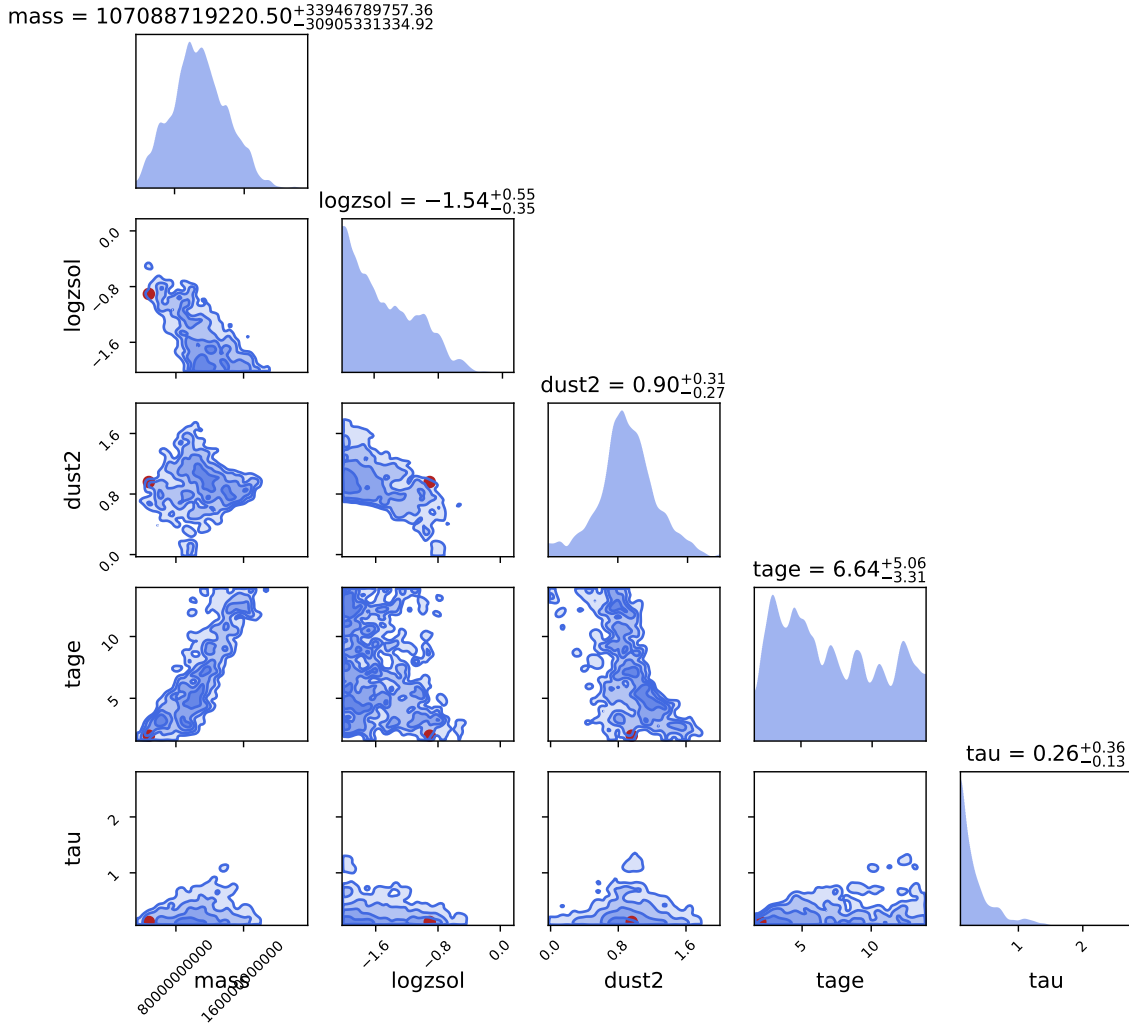 mass = 107088719220.50+33946789757.36 −30905331334.92
logzsol = −1.54+0.55 −0.35
0.0
−0.8
−1.6
logzsol
dust2 = 0.90+0.31 −0.27
1.6
0.8
0.0
dust2
tage = 6.64+5.06 −3.31
10
5
tage
tau = 0.26+0.36 −0.13
2
1
tau
80000000000
160000000000
mass
−1.6
−0.8
0.0
logzsol
0.0
0.8
1.6
dust2
5
10
tage
1
2
tau